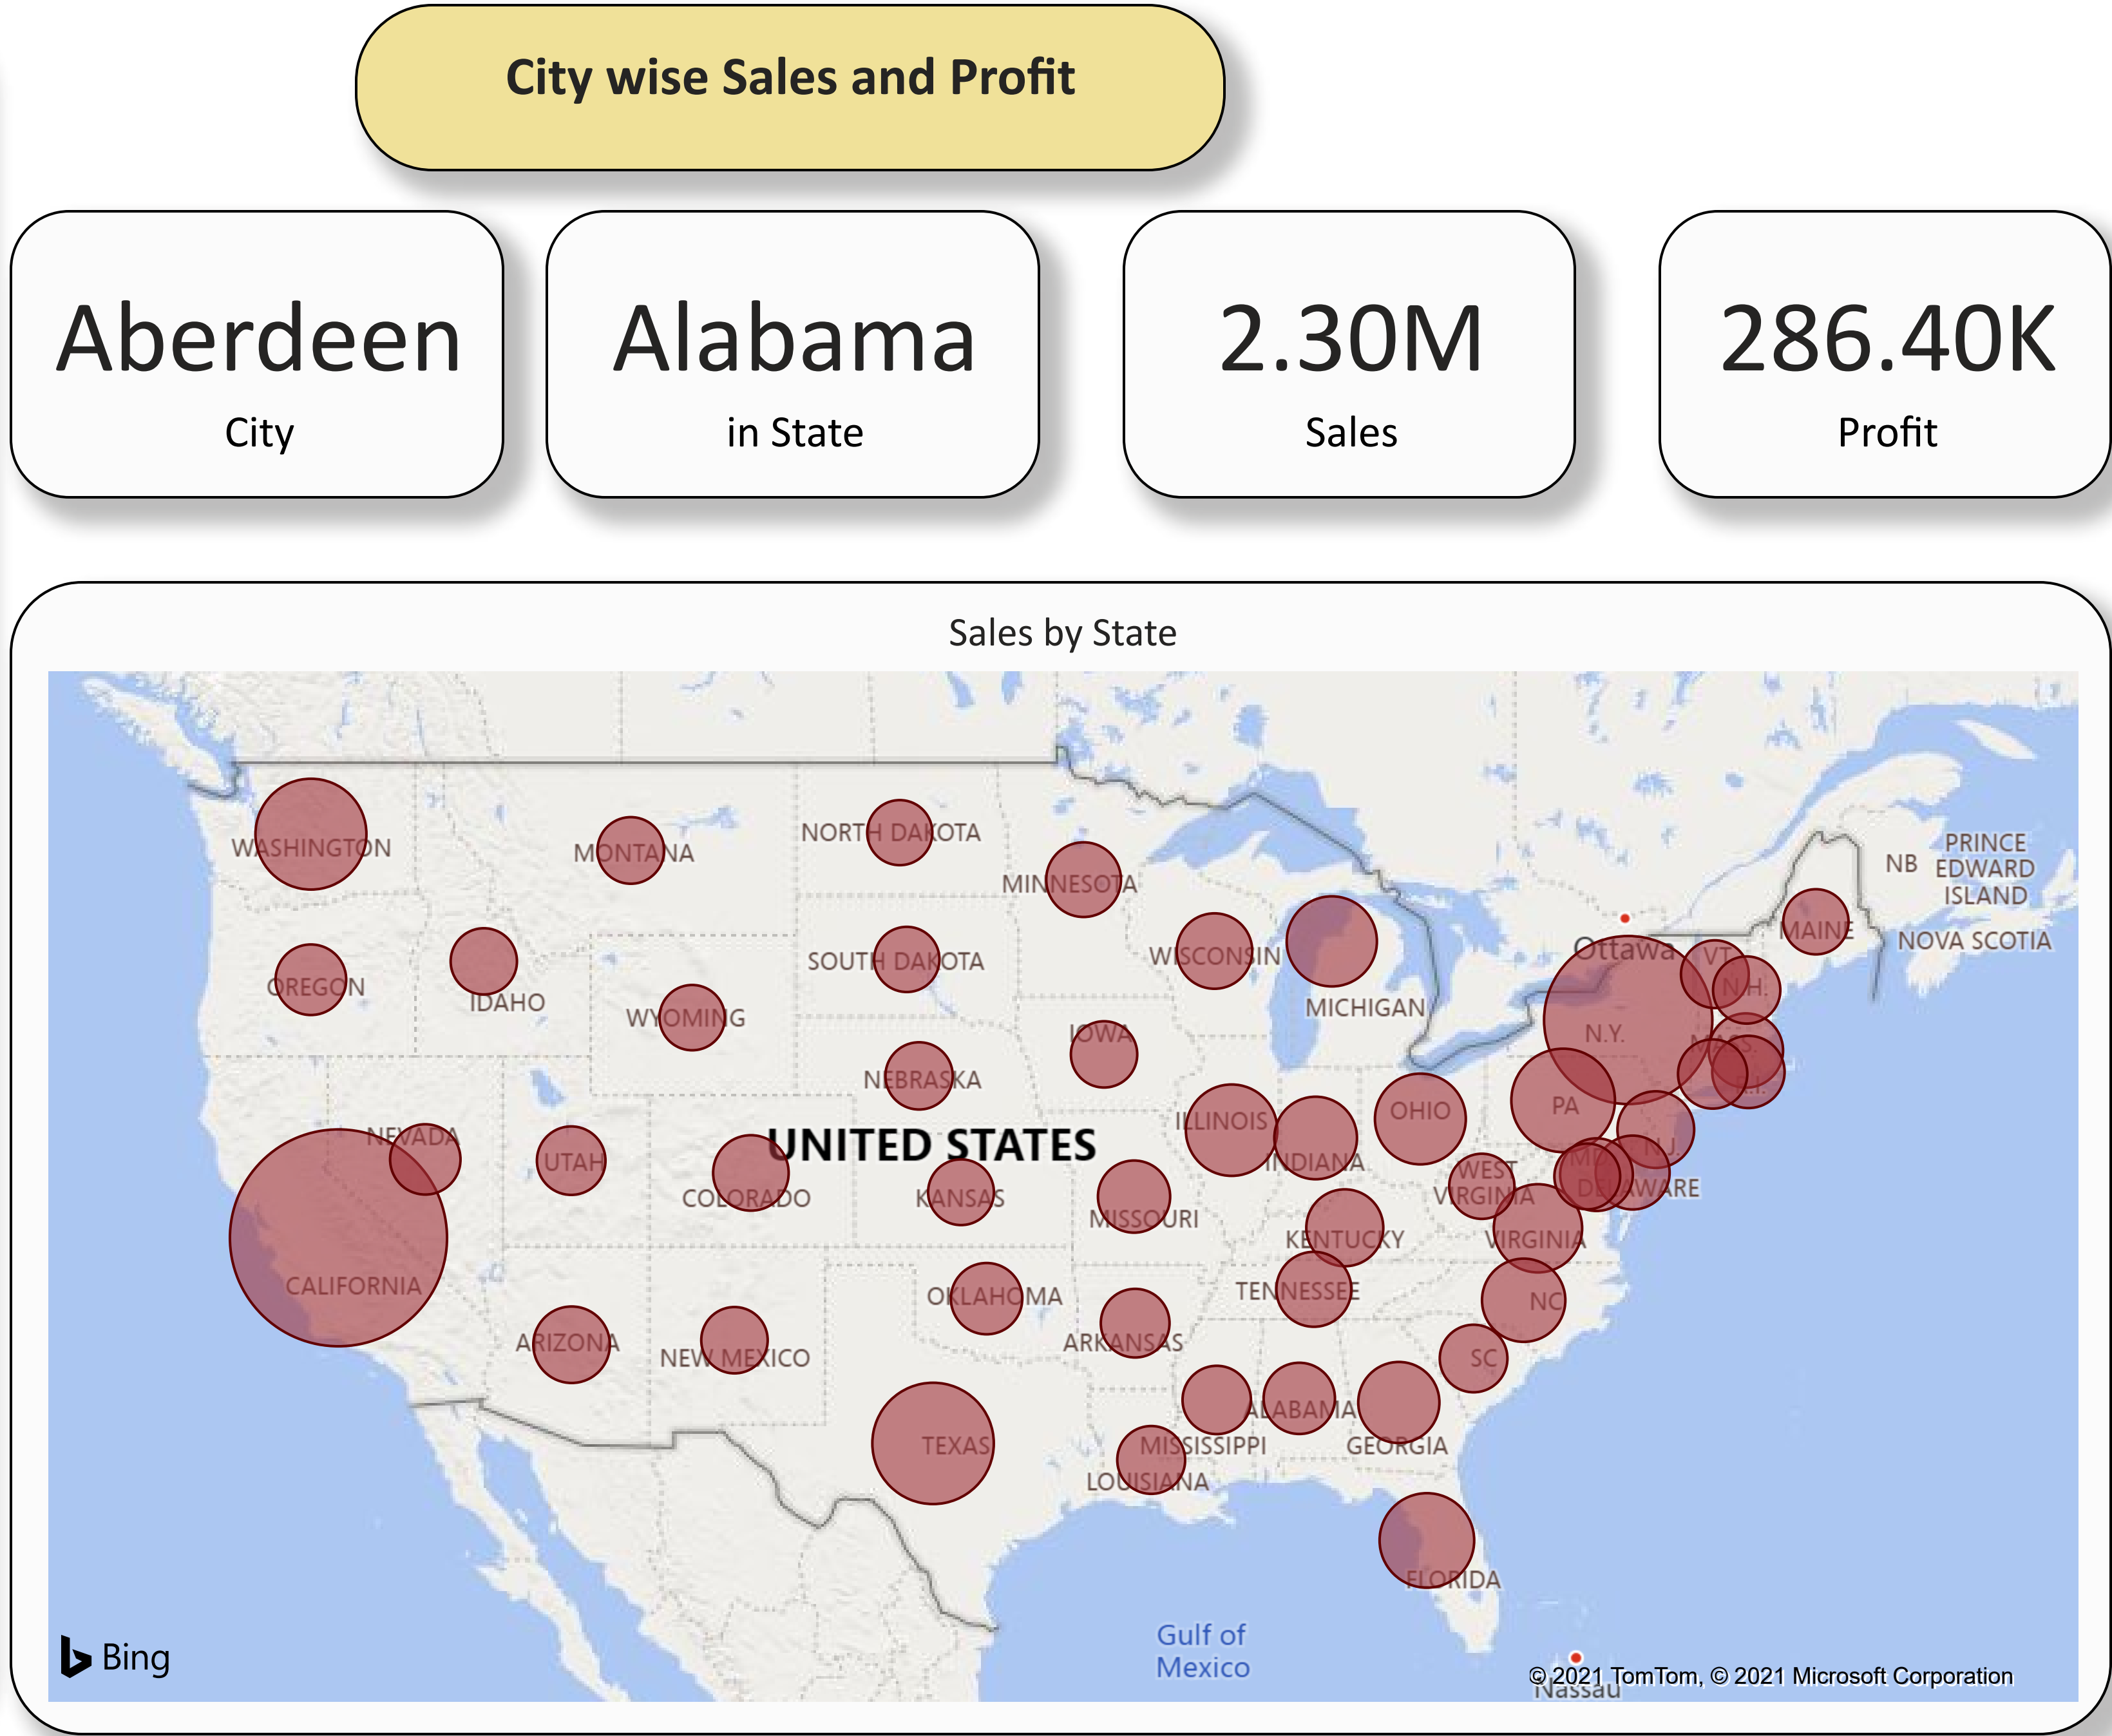 City wise Sales and Profit
Aberdeen
City
Alabama
in State
2.30M
Sales
286.40K
Profit
Sales by State
WASHINGTON
MONTANA
NORTH DAKOTA
MINNESOTA
PRINCE
EDWARD
ISLAND
NB
MAINE
NOVA SCOTIA
Ottawa
VT.
N.H.
OREGON
IDAHO
WYOMING
SOUTH DAKOTA
WISCONSIN
MICHIGAN
N.Y.
IOWA
NEBRASKA
NEVADA
UTAH
COLORADO
UNITED STATES
KANSAS
MISSOURI
ILLINOIS
INDIANA
OHIO
PA
N.J.
WEST
VIRGINIA
DELAWARE
KENTUCKY
VIRGINIA
CALIFORNIA
ARIZONA
NEW MEXICO
OKLAHOMA
ARKANSAS
TENNESSEE
NC
SC
TEXAS
MISSISSIPPI
ALABAMA
GEORGIA
LOUISIANA
FLORIDA
Gulf of
Mexico
Bing
© 2021 TomTom, © 2021 Microsoft Corporation
Nassau